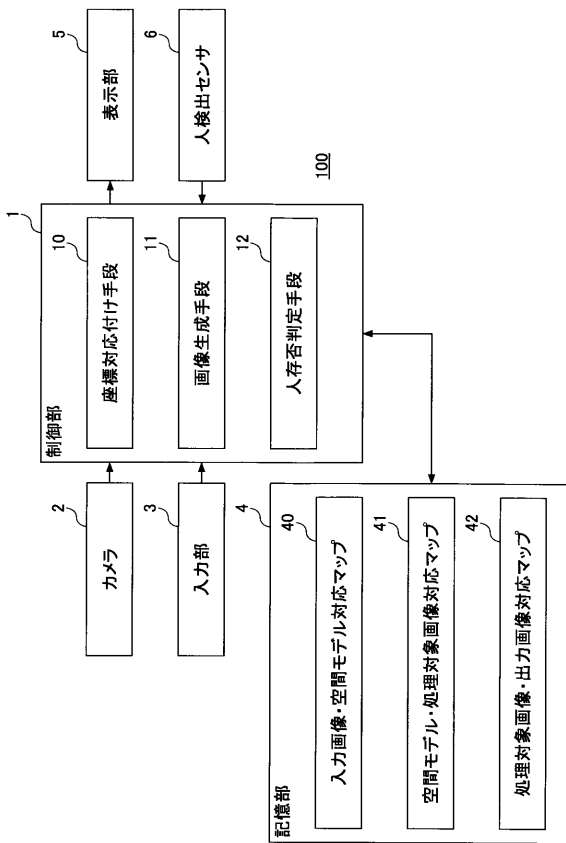 100
1
制御部
10
座標対応付け手段
11
画像生成手段
12
人存否判定手段
2
カメラ
3
入力部
5
表示部
6
人検出センサ
4
記憶部
40
入力画像・空間モデル対応マップ
41
空間モデル・処理対象画像対応マップ
42
処理対象画像・出力画像対応マップ